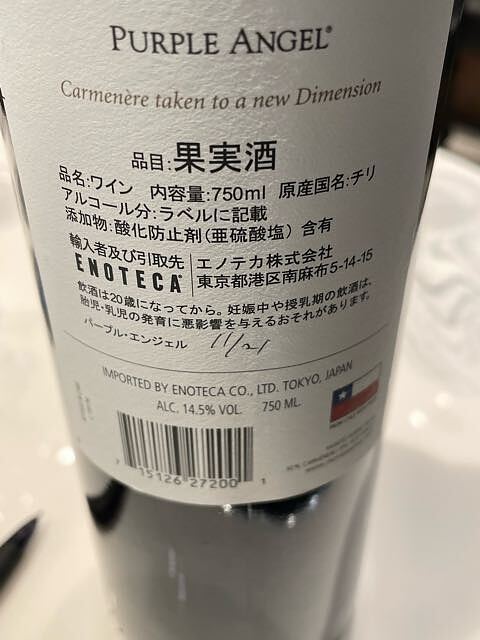 PURPLE ANGEL®
Carmenère taken to a new Dimension
品目:果実酒
品名:ワイン 内容量:750ml 原産国名:チリ
アルコール分:ラベルに記載
添加物:酸化防止剤(亜硫酸塩)含有
輸入者及び引取先 エノテカ株式会社
ENOTECA 東京都港区南麻布5-14-15
飲酒は20歳になってから。妊娠中や授乳期の飲酒は、
胎児・乳児の発育に悪影響を与えるおそれがあります。
パープル・エンジェル 11/21
IMPORTED BY ENOTECA CO., LTD. TOKYO, JAPAN
ALC. 14.5% VOL. 750 ML.
7 15126 27200 1